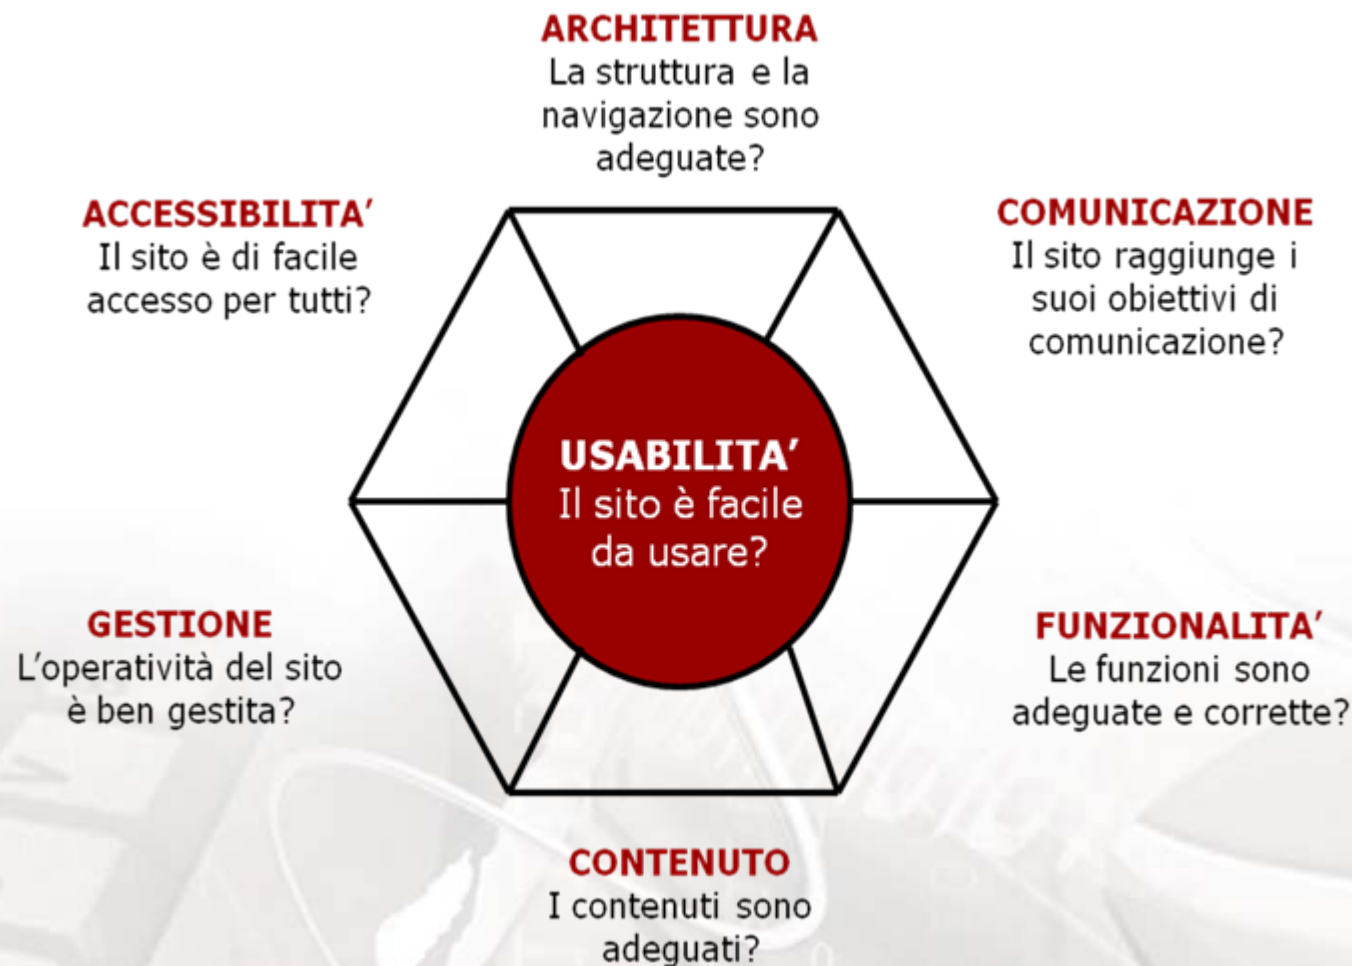 ARCHITETTURA
La struttura e la
navigazione sono
adeguate?
ACCESSIBILITA’
Il sito è di facile
accesso per tutti?
COMUNICAZIONE
Il sito raggiunge i
suoi obiettivi di
comunicazione?
USABILITA’
Il sito è facile
da usare?
GESTIONE
L’operatività del sito
è ben gestita?
FUNZIONALITA’
Le funzioni sono
adeguate e corrette?
CONTENUTO
I contenuti sono
adeguati?